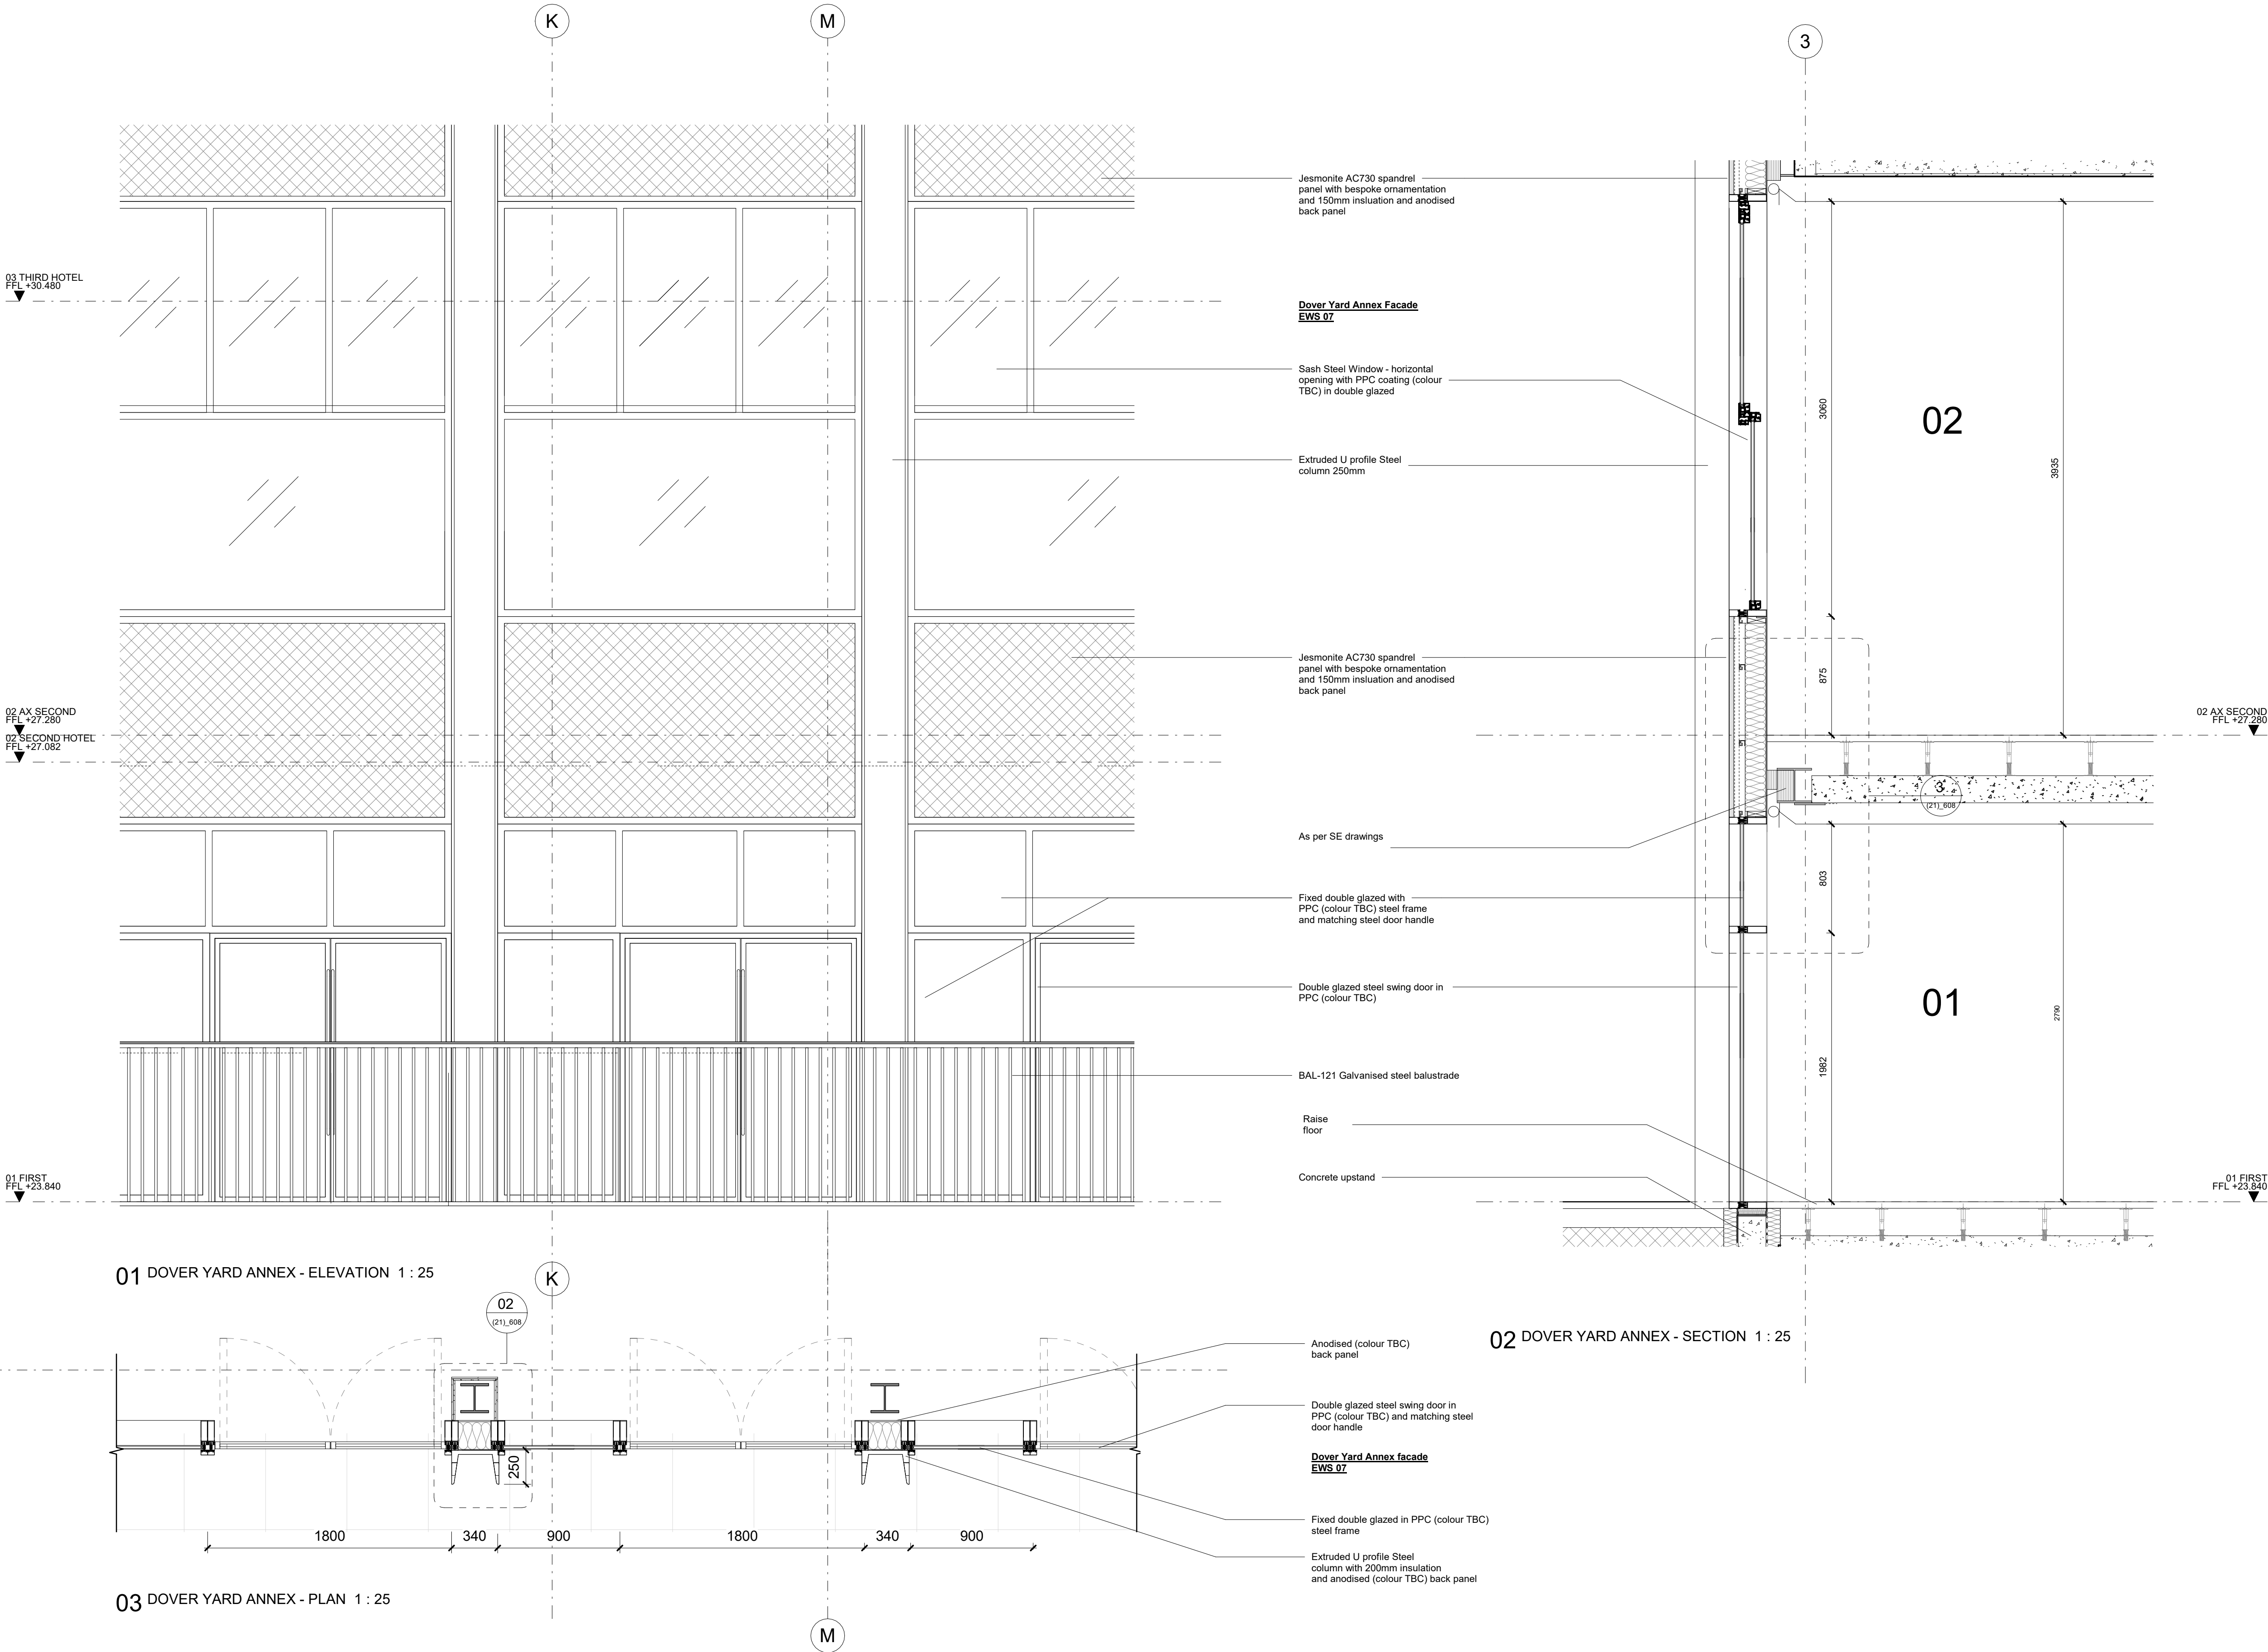 K
M
3
03 THIRD HOTEL
FFL +30.480
02 AX SECOND
FFL +27.280
02 SECOND HOTEL
FFL +27.082
01 FIRST
FFL +23.840
Jesmonite AC730 spandrel
panel with bespoke ornamentation
and 150mm insluation and anodised
back panel
Dover Yard Annex Facade
EWS 07
Sash Steel Window - horizontal
opening with PPC coating (colour
TBC) in double glazed
Extruded U profile Steel
column 250mm
Jesmonite AC730 spandrel
panel with bespoke ornamentation
and 150mm insluation and anodised
back panel
As per SE drawings
Fixed double glazed with
PPC (colour TBC) steel frame
and matching steel door handle
Double glazed steel swing door in
PPC (colour TBC)
BAL-121 Galvanised steel balustrade
Raise
floor
Concrete upstand
3060
02
3935
875
02 AX SECOND
FFL +27.280
3
(21)_608
803
01
2790
1982
01 FIRST
FFL +23.840
01 DOVER YARD ANNEX - ELEVATION 1 : 25
K
02
(21)_608
02 DOVER YARD ANNEX - SECTION 1 : 25
Anodised (colour TBC)
back panel
Double glazed steel swing door in
PPC (colour TBC) and matching steel
door handle
Dover Yard Annex facade
EWS 07
Fixed double glazed in PPC (colour TBC)
steel frame
Extruded U profile Steel
column with 200mm insulation
and anodised (colour TBC) back panel
250
1800 340 900 1800 340 900
03 DOVER YARD ANNEX - PLAN 1 : 25
M